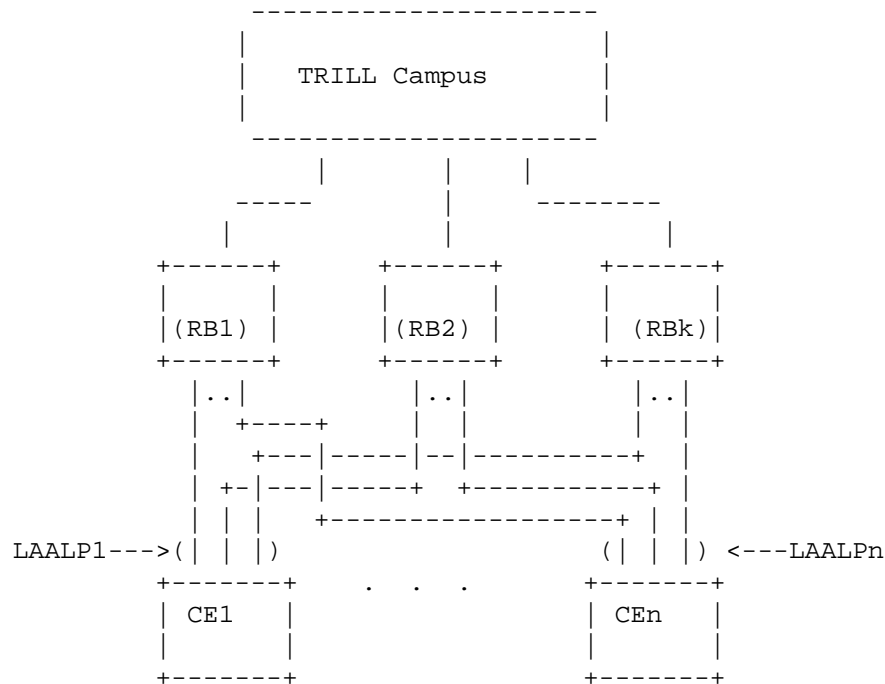 TRILL Campus
(RB1) (RB2) (RBk)
LAALP1--->( ) ( ) <---LAALPn
. . .
CE1 CEn